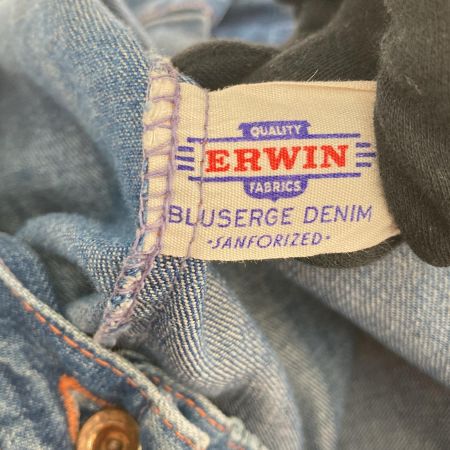 QUALITY
ERWIN
FABRICS
BLUSERGE DENIM
-SANFORIZED-